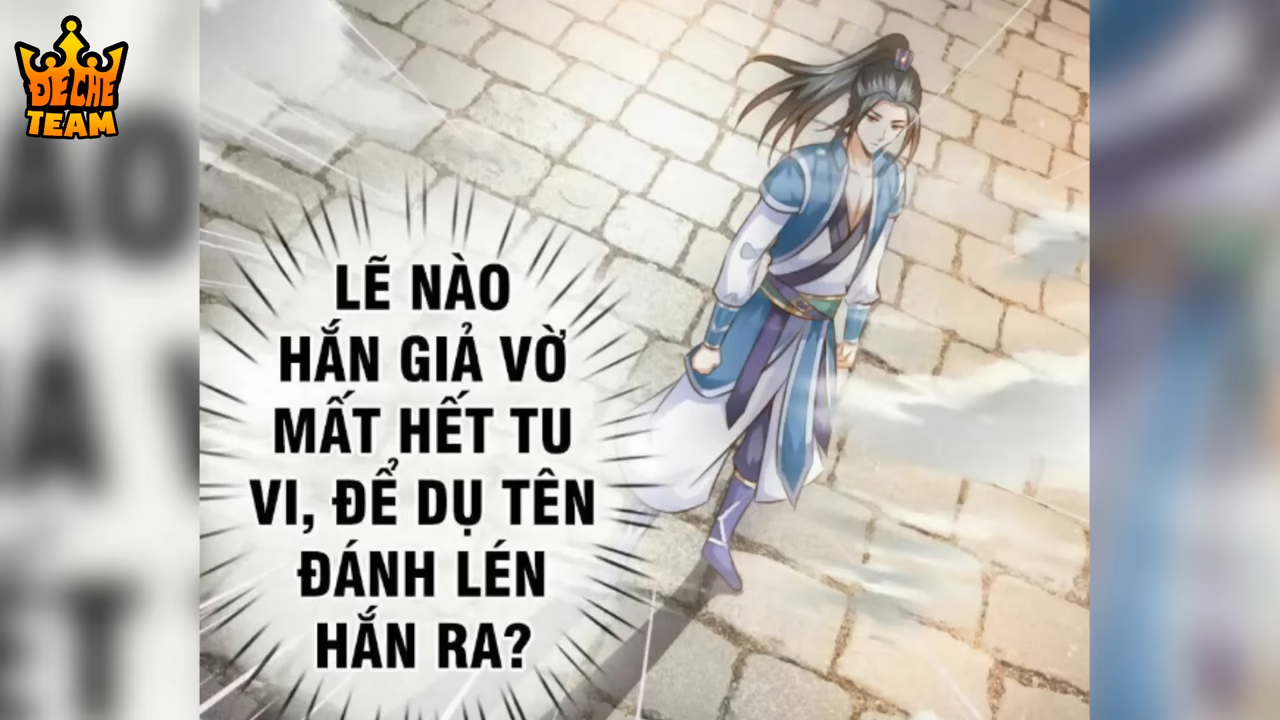 ĐẾ CHẾ
TEAM
LẼ NÀO
HẮN GIẢ VỜ
MẤT HẾT TU
VI, ĐỂ DỤ TÊN
ĐÁNH LÉN
HẮN RA?